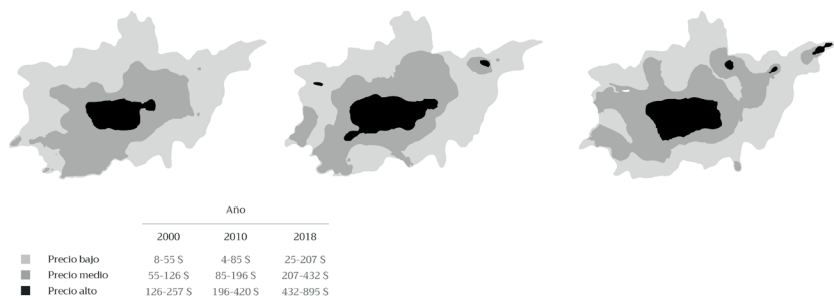 Año
2000 2010 2018
Precio bajo 8-55 S 4-85 S 25-207 S
Precio medio 55-126 S 85-196 S 207-432 S
Precio alto 126-257 S 196-420 S 432-895 S